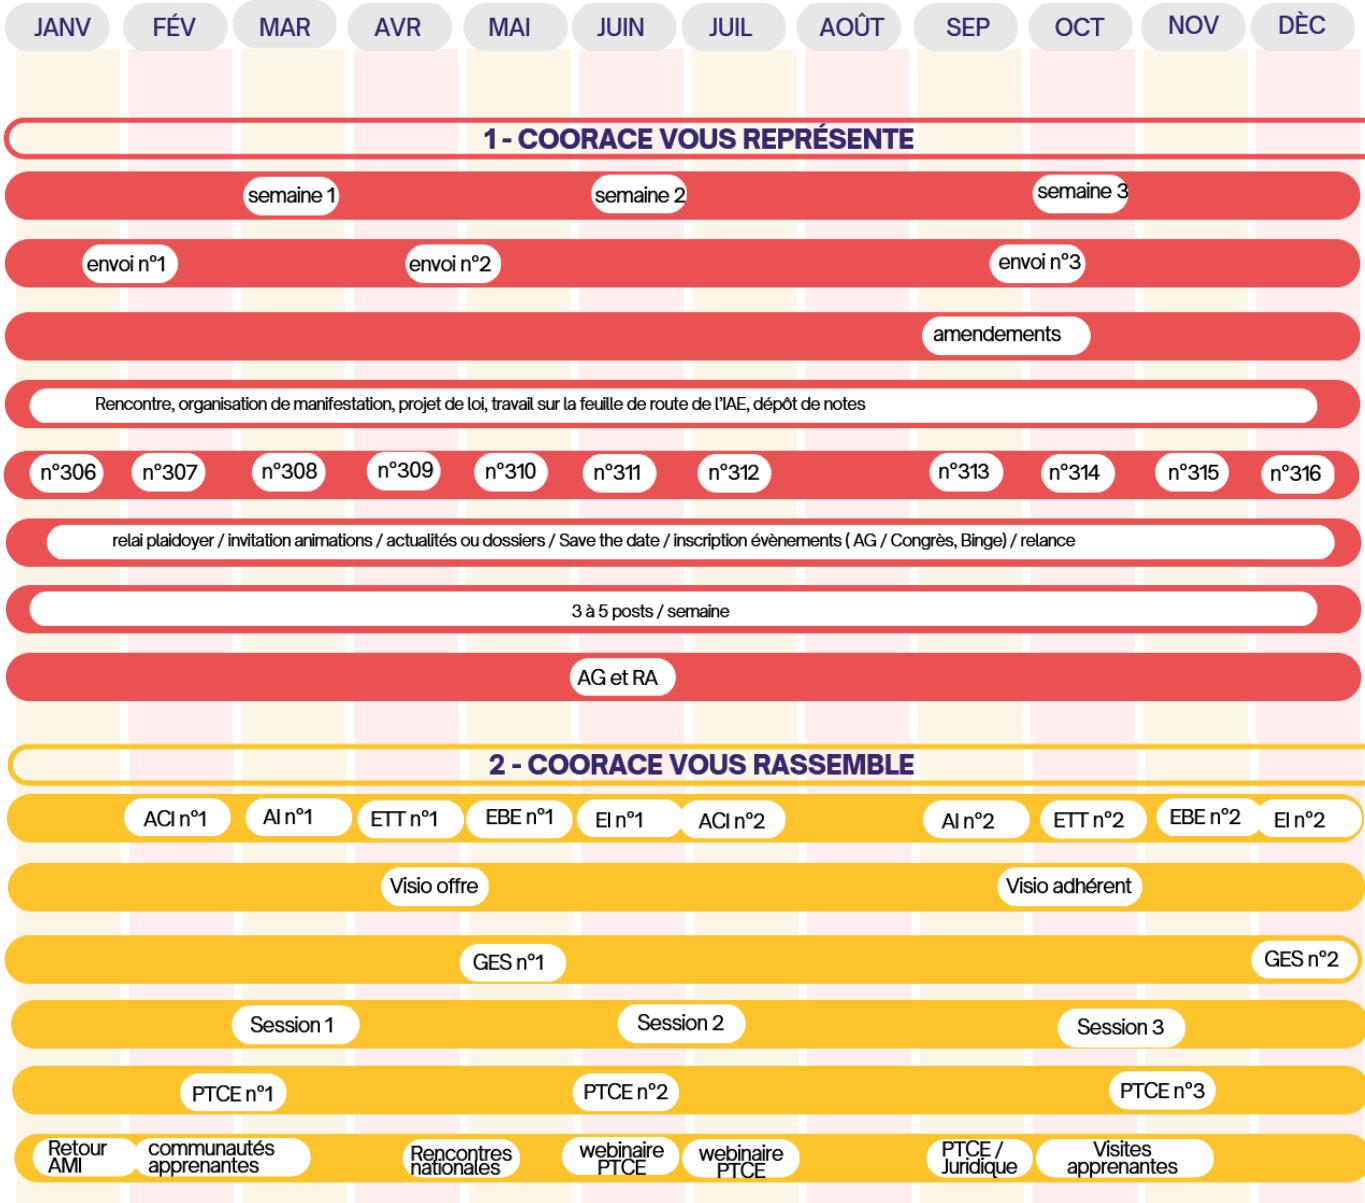 JANV FÉV MAR AVR MAI JUIN JUIL AOÛT SEP OCT NOV DÈC
1 - COORACE VOUS REPRÉSENTE
semaine 1 semaine 2 semaine 3
envoi n°1 envoi n°2 envoi n°3
amendements
Rencontre, organisation de manifestation, projet de loi, travail sur la feuille de route de l'IAE, dépôt de notes
n°306 n°307 n°308 n°309 n°310 n°311 n°312 n°313 n°314 n°315 n°316
relai plaidoyer / invitation animations / actualités ou dossiers / Save the date / inscription évènements ( AG / Congrès, Binge) / relance
3 à 5 posts / semaine
AG et RA
2 - COORACE VOUS RASSEMBLE
ACI n°1 AI n°1 ETT n°1 EBE n°1 EI n°1 ACI n°2 AI n°2 ETT n°2 EBE n°2 EI n°2
Visio offre Visio adhérent
GES n°1 GES n°2
Session 1 Session 2 Session 3
PTCE n°1 PTCE n°2 PTCE n°3
Retour
AMI
communautés
apprenantes
Rencontres
nationales
webinaire
PTCE
webinaire
PTCE
PTCE /
Juridique
Visites
apprenantes